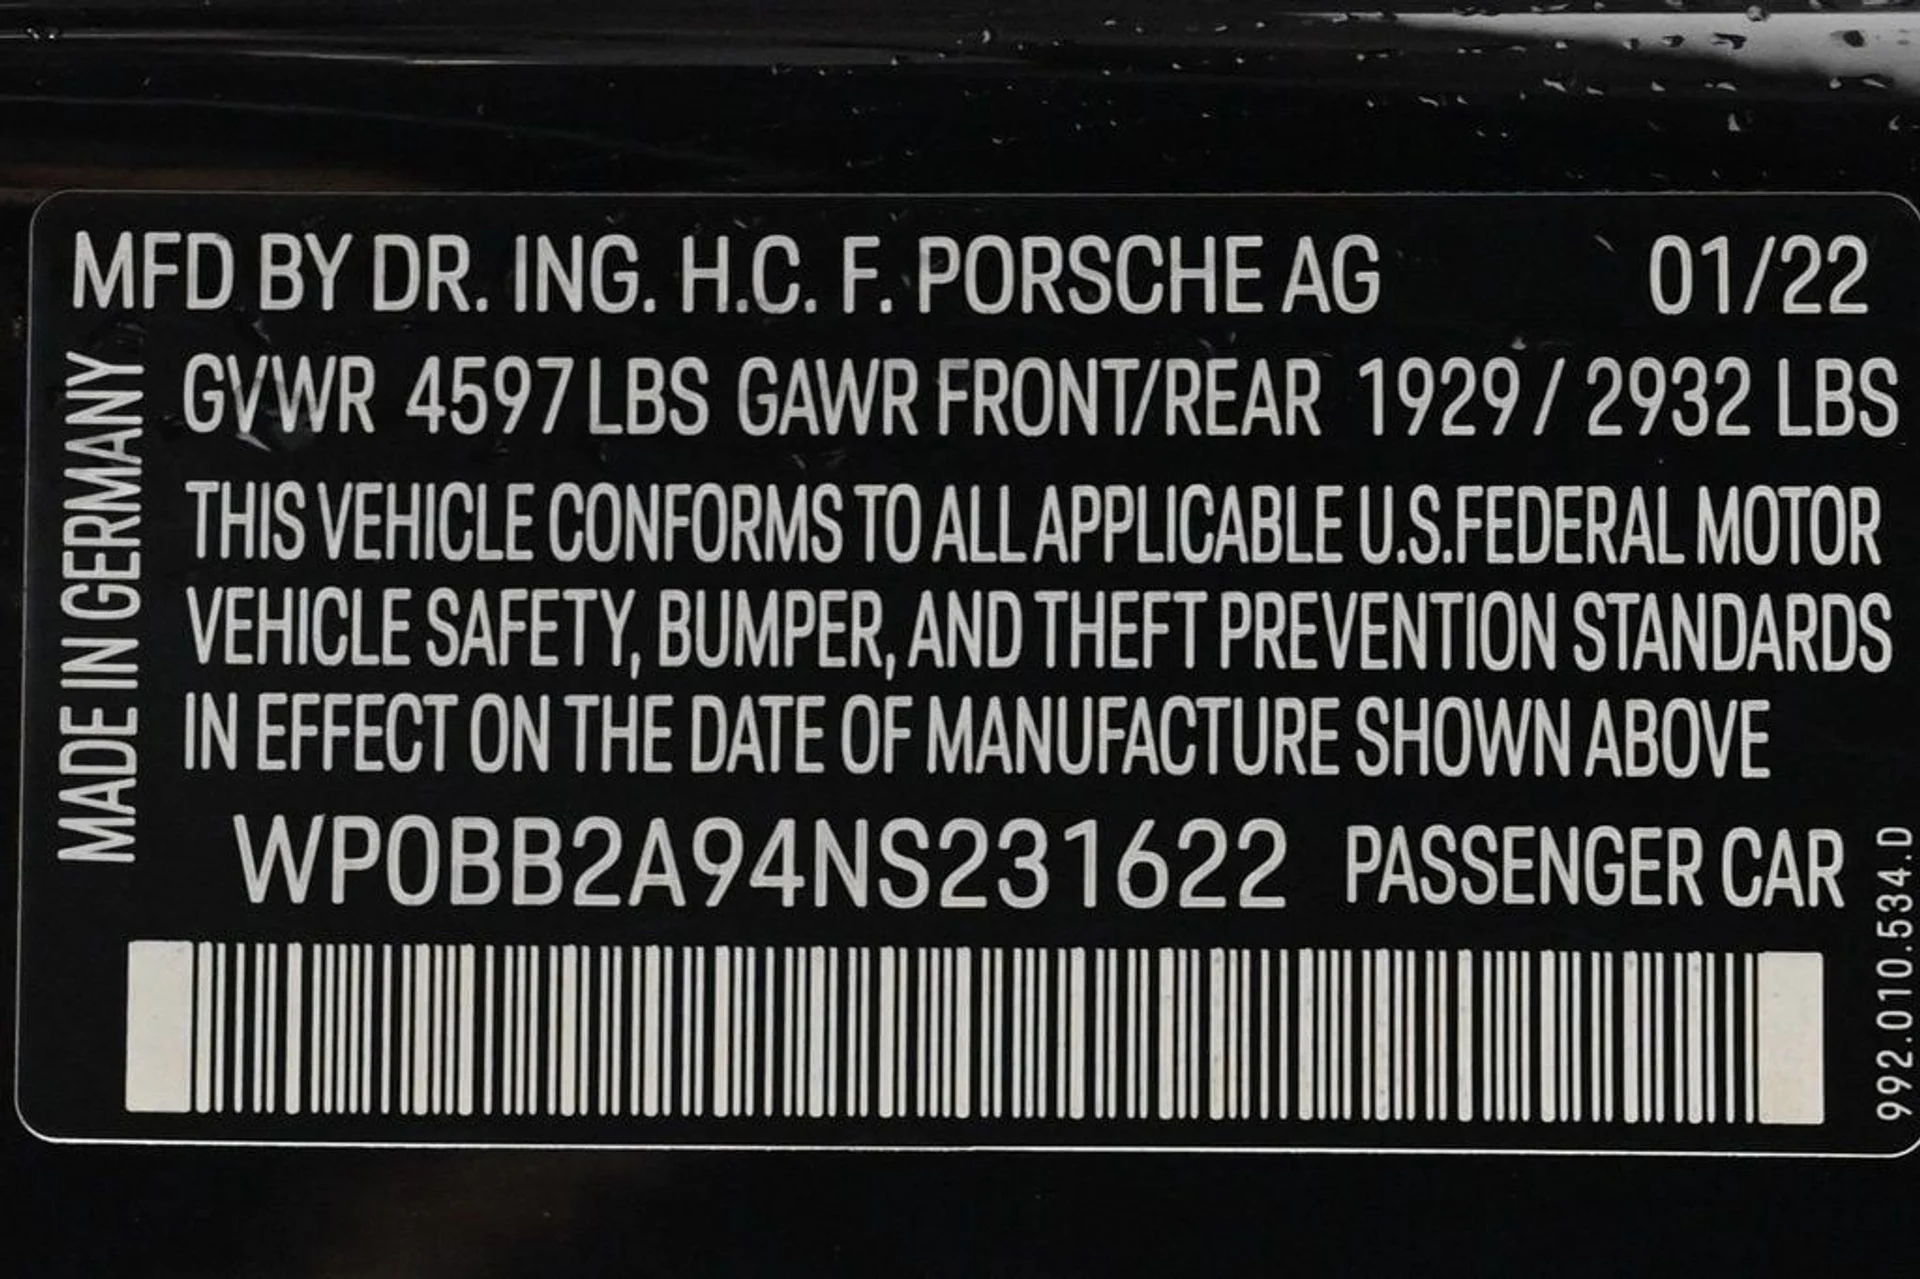 MFD BY DR. ING. H.C. F. PORSCHE AG 01/22
GVWR 4597 LBS GAWR FRONT/REAR 1929 / 2932 LBS
THIS VEHICLE CONFORMS TO ALL APPLICABLE U.S.FEDERAL MOTOR
VEHICLE SAFETY, BUMPER, AND THEFT PREVENTION STANDARDS
IN EFFECT ON THE DATE OF MANUFACTURE SHOWN ABOVE
MADE IN GERMANY
WP0BB2A94NS231622 PASSENGER CAR
992.010.534.D